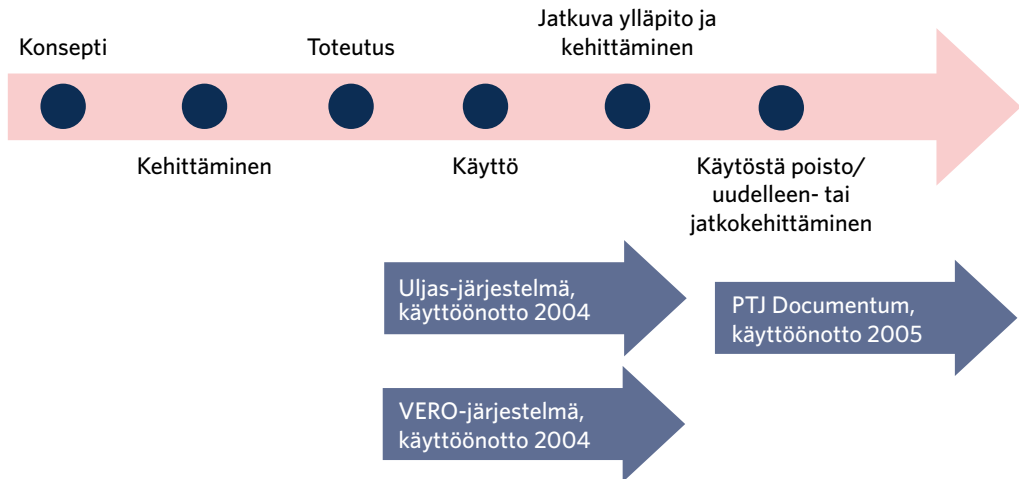 Konsepti
Toteutus
Jatkuva ylläpito ja
kehittäminen
Kehittäminen
Käyttö
Käytöstä poisto/
uudelleen- tai
jatkokehittäminen
Uljas-järjestelmä,
käyttöönotto 2004
PTJ Documentum,
käyttöönotto 2005
VERO-järjestelmä,
käyttöönotto 2004